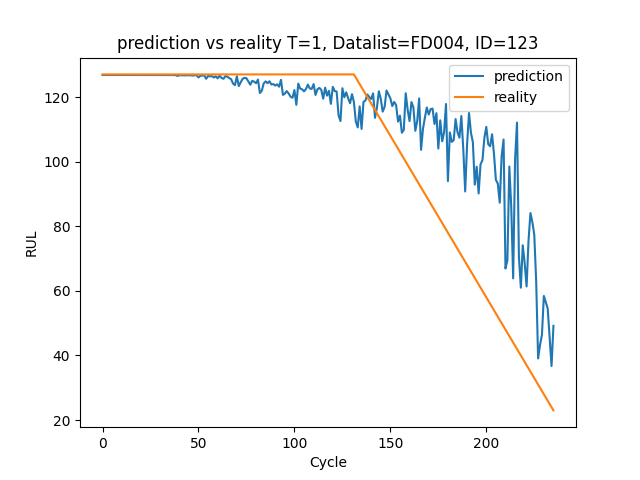 prediction vs reality T=1, Datalist=FD004, ID=123
prediction
reality
RUL
120
100
80
60
40
20
0
50
100
150
200
Cycle